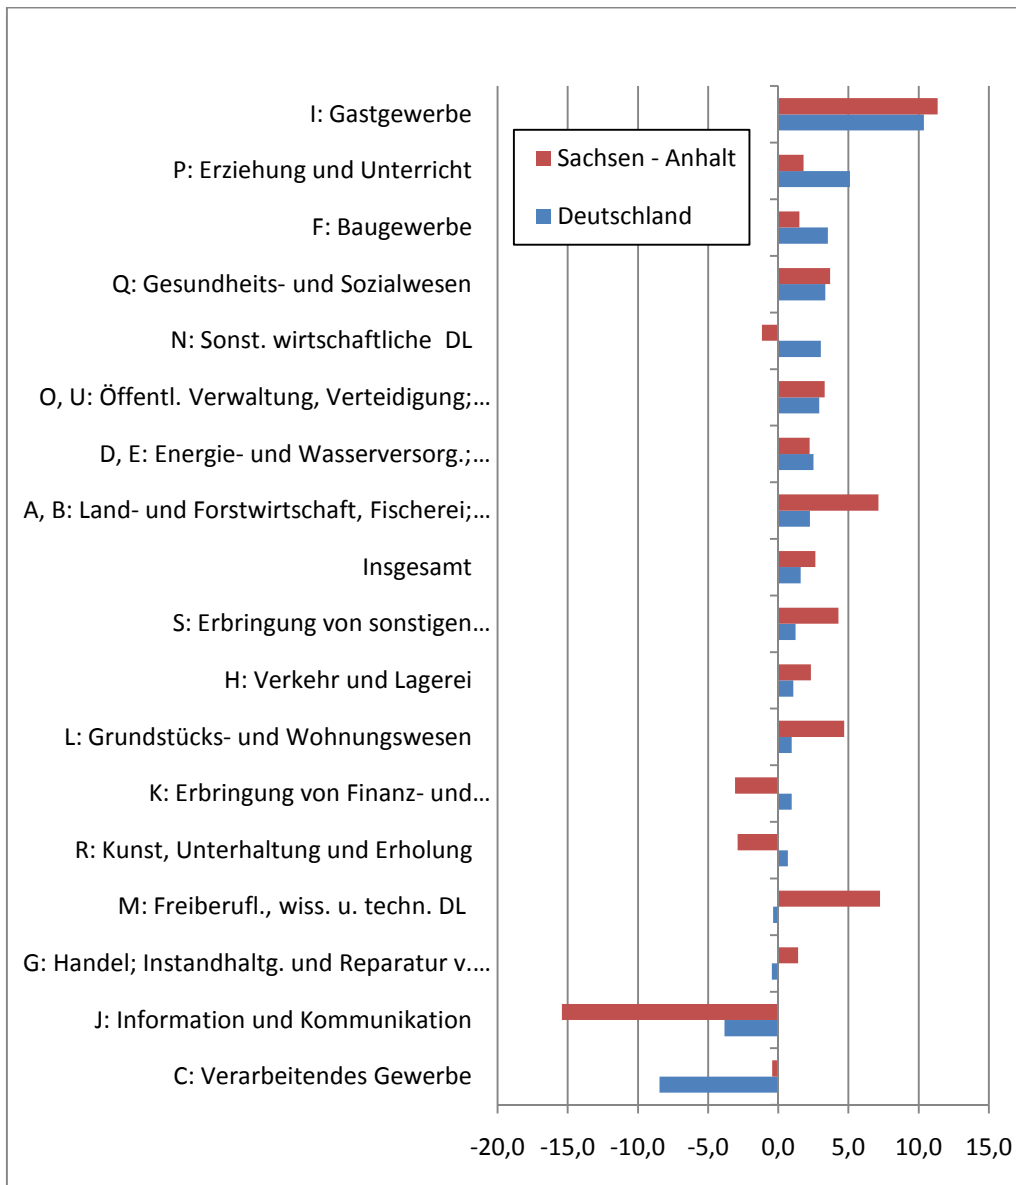 I: Gastgewerbe
Sachsen - Anhalt
P: Erziehung und Unterricht
Deutschland
F: Baugewerbe
Q: Gesundheits- und Sozialwesen
N: Sonst. wirtschaftliche  DL
O, U: Öffentl. Verwaltung, Verteidigung;...
D, E: Energie- und Wasserversorg.;...
A, B: Land- und Forstwirtschaft, Fischerei;...
Insgesamt
S: Erbringung von sonstigen...
H: Verkehr und Lagerei
L: Grundstücks- und Wohnungswesen
K: Erbringung von Finanz- und...
R: Kunst, Unterhaltung und Erholung
M: Freiberufl., wiss. u. techn. DL
G: Handel; Instandhaltg. und Reparatur v....
J: Information und Kommunikation
C: Verarbeitendes Gewerbe
-20,0 -15,0 -10,0 -5,0 0,0 5,0 10,0 15,0